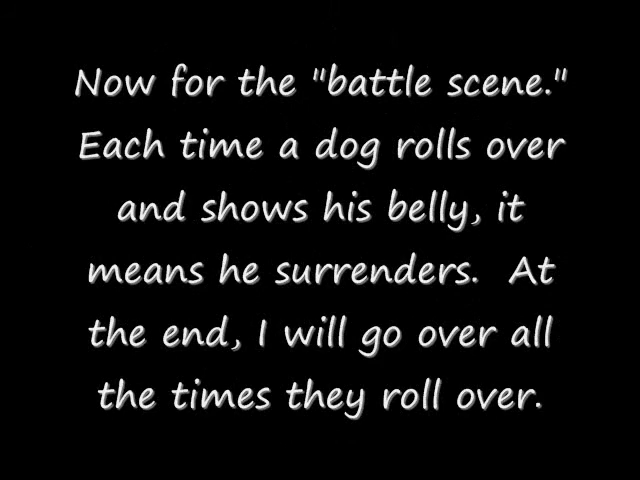 Now for the "battle scene."
Each time a dog rolls over
and shows his belly, it
means he surrenders.  At
the end, I will go over all
the times they roll over.